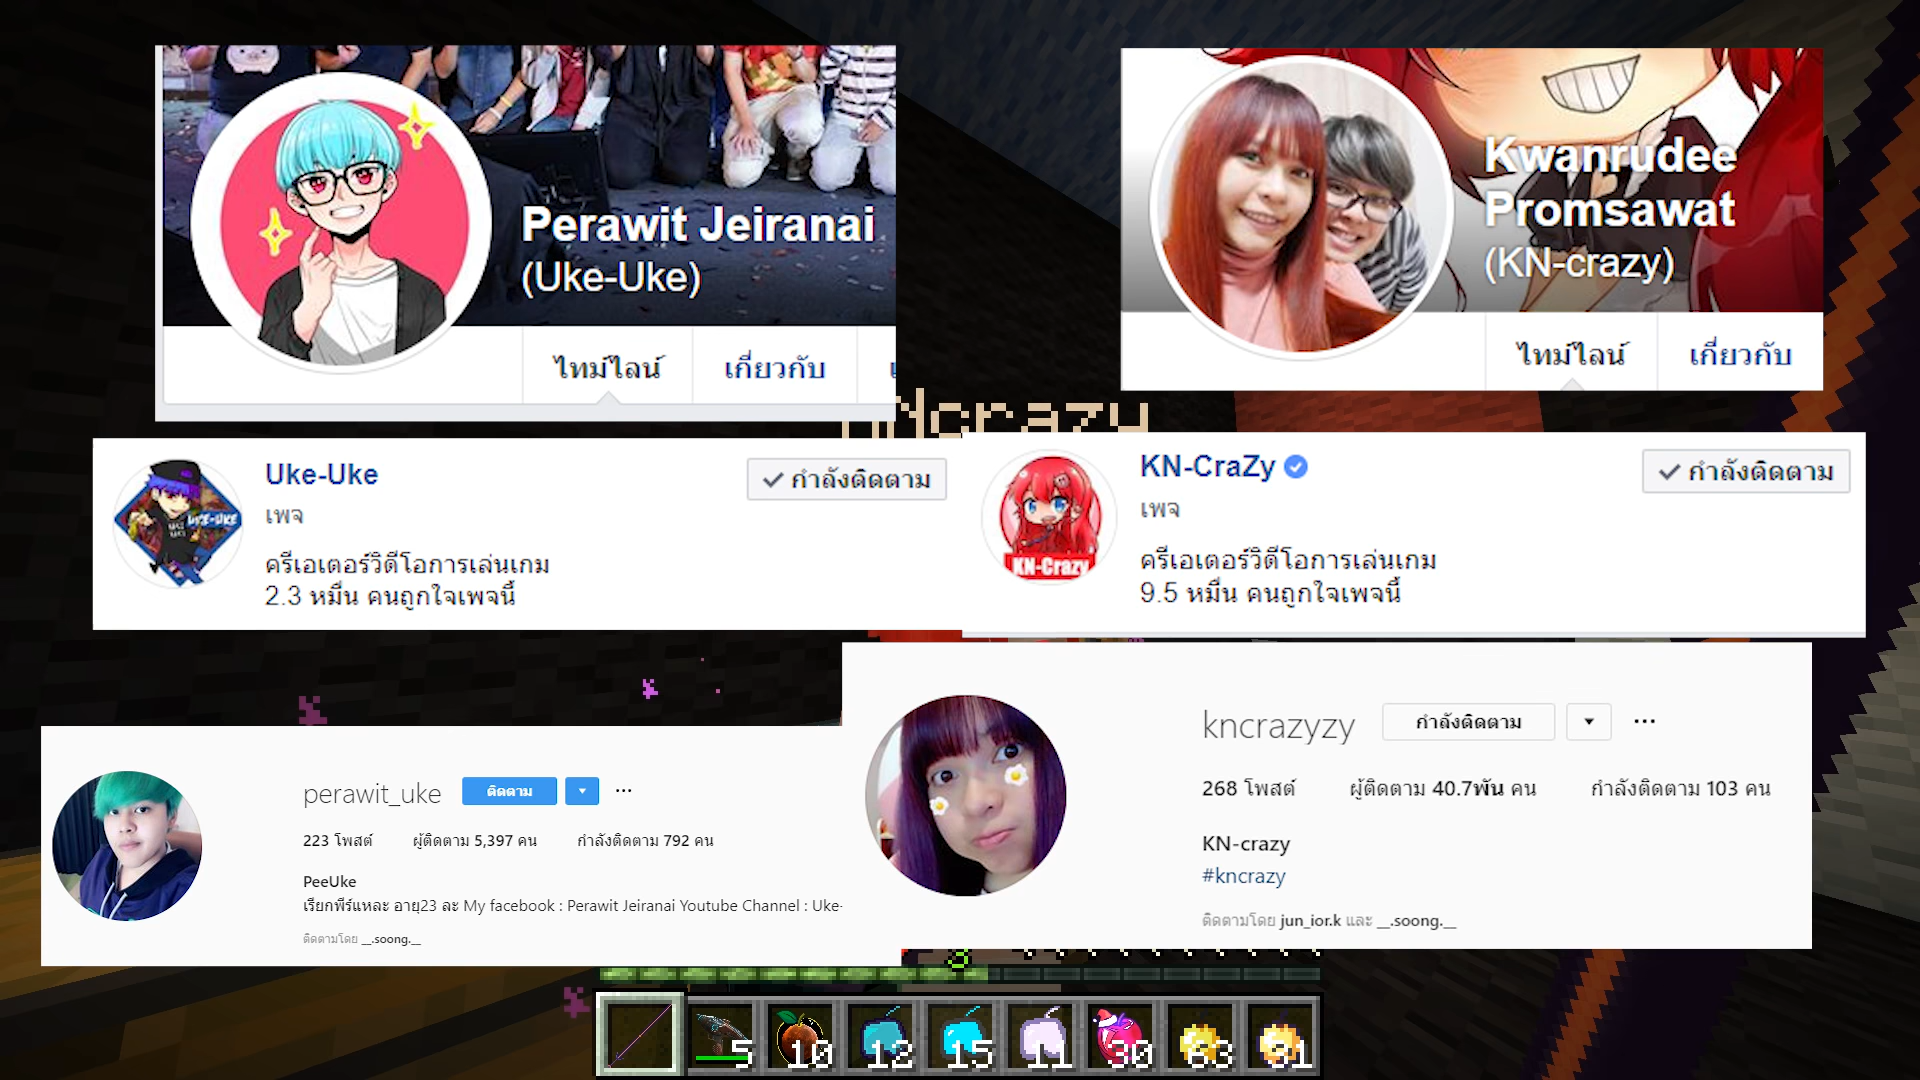 Perawit Jeiranai
(Uke-Uke)
ไทม์ไลน์
เกี่ยวกับ
Kwanrudee
Promsawat
(KN-crazy)
ไทม์ไลน์
เกี่ยวกับ
Ncrazy
Uke-Uke
กำลังติดตาม
เพจ
ครีเอเตอร์วิดีโอการเล่นเกม
2.3 หมื่น คนถูกใจเพจนี้
UKE-UKE
KN-CraZy
กำลังติดตาม
เพจ
ครีเอเตอร์วิดีโอการเล่นเกม
9.5 หมื่น คนถูกใจเพจนี้
KN-Crazy
perawit_uke ติดตาม ...
223 โพสต์ ผู้ติดตาม 5,397 คน กำลังติดตาม 792 คน
PeeUke
เรียกพีร์แหละ อายุ23 ละ My facebook : Perawit Jeiranai Youtube Channel : Uke-
ติดตามโดย __.soong.__
kncrazyzy กำลังติดตาม ...
268 โพสต์ ผู้ติดตาม 40.7พัน คน กำลังติดตาม 103 คน
KN-crazy
#kncrazy
ติดตามโดย jun_ior.k และ __.soong.__
5 10 12 15 11 30 63 91